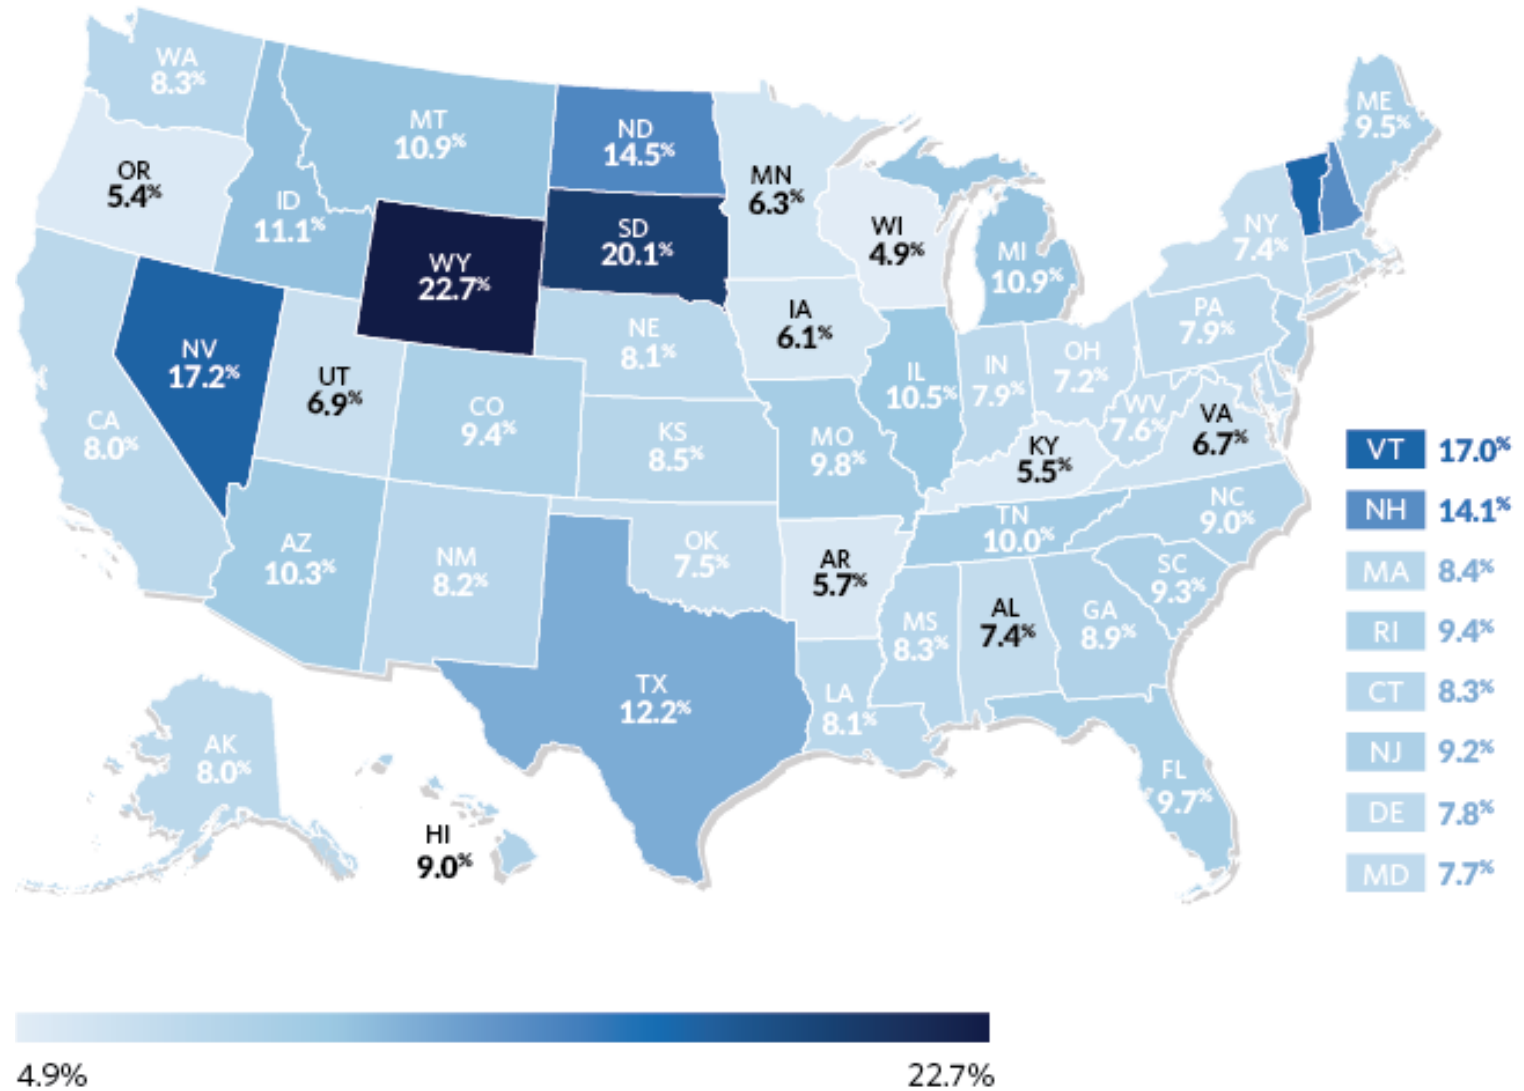 WA
8.3%
MT
10.9%
ND
14.5%
ME
9.5%
OR
5.4%
ID
11.1%
MN
6.3%
WI
4.9%
SD
20.1%
WY
22.7%
MI
10.9%
NY
7.4%
NV
17.2%
UT
6.9%
NE
8.1%
IA
6.1%
PA
7.9%
CA
8.0%
CO
9.4%
KS
8.5%
MO
9.8%
IL
10.5%
IN
7.9%
OH
7.2%
WV
7.6%
VA
6.7%
KY
5.5%
AZ
10.3%
NM
8.2%
OK
7.5%
AR
5.7%
TN
10.0%
NC
9.0%
SC
9.3%
MS
8.3%
AL
7.4%
GA
8.9%
TX
12.2%
LA
8.1%
FL
9.7%
AK
8.0%
HI
9.0%
VT 17.0%
NH 14.1%
MA 8.4%
RI 9.4%
CT 8.3%
NJ 9.2%
DE 7.8%
MD 7.7%
4.9% 22.7%